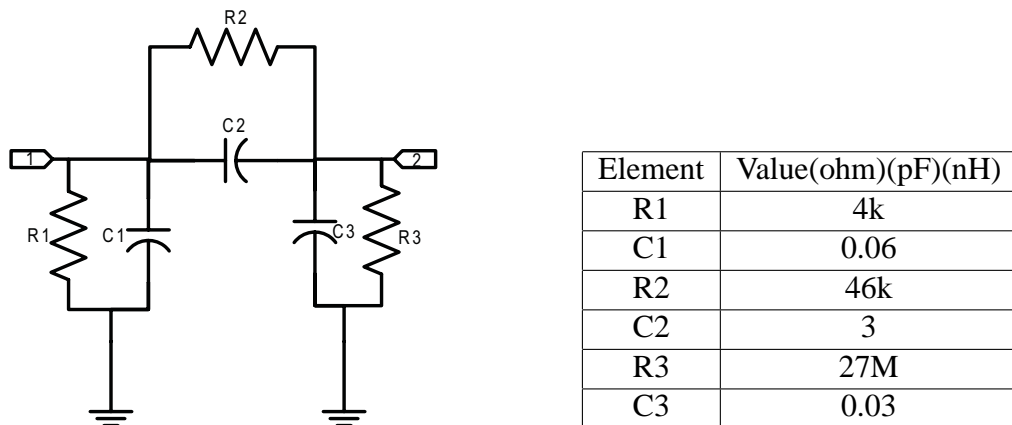 R2
C2
1
2
R1
C1
C3
R3
Element Value(ohm)(pF)(nH)
R1 4k
C1 0.06
R2 46k
C2 3
R3 27M
C3 0.03